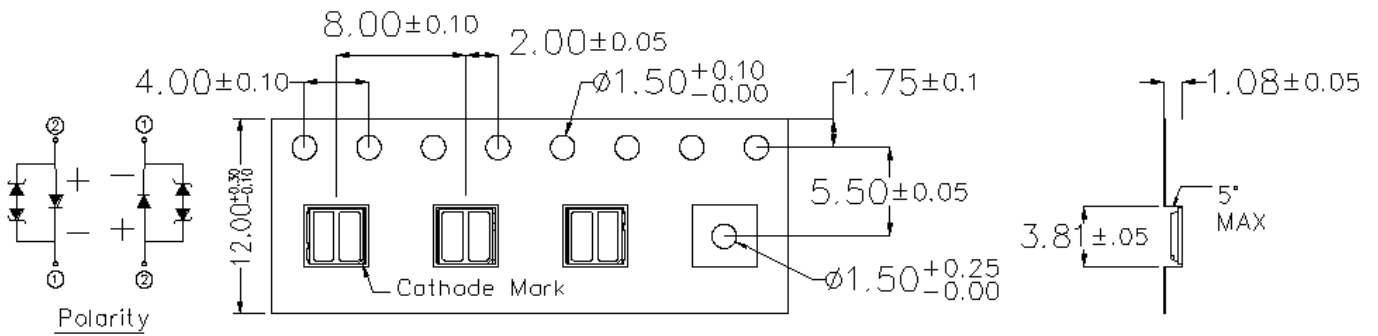 8.00±0.10
2.00±0.05
4.00±0.10
ø1.50+0.10 -0.00
1.75±0.1
1.08±0.05
② ①
+ −
− +
① ②
Polarity
12.00+0.30 -0.10
5.50±0.05
3.81±.05
5° MAX
Cathode Mark
ø1.50+0.25 -0.00